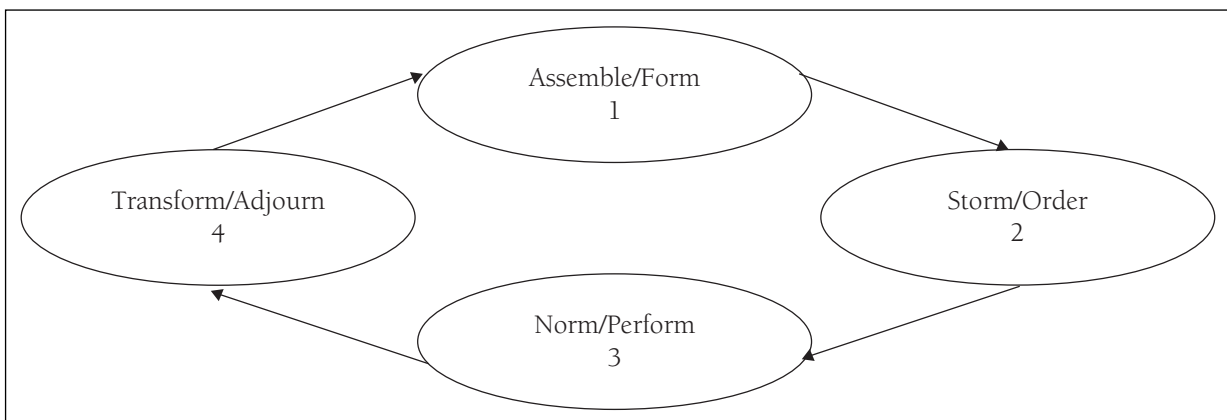 Assemble/Form
1
Transform/Adjourn
4
Storm/Order
2
Norm/Perform
3